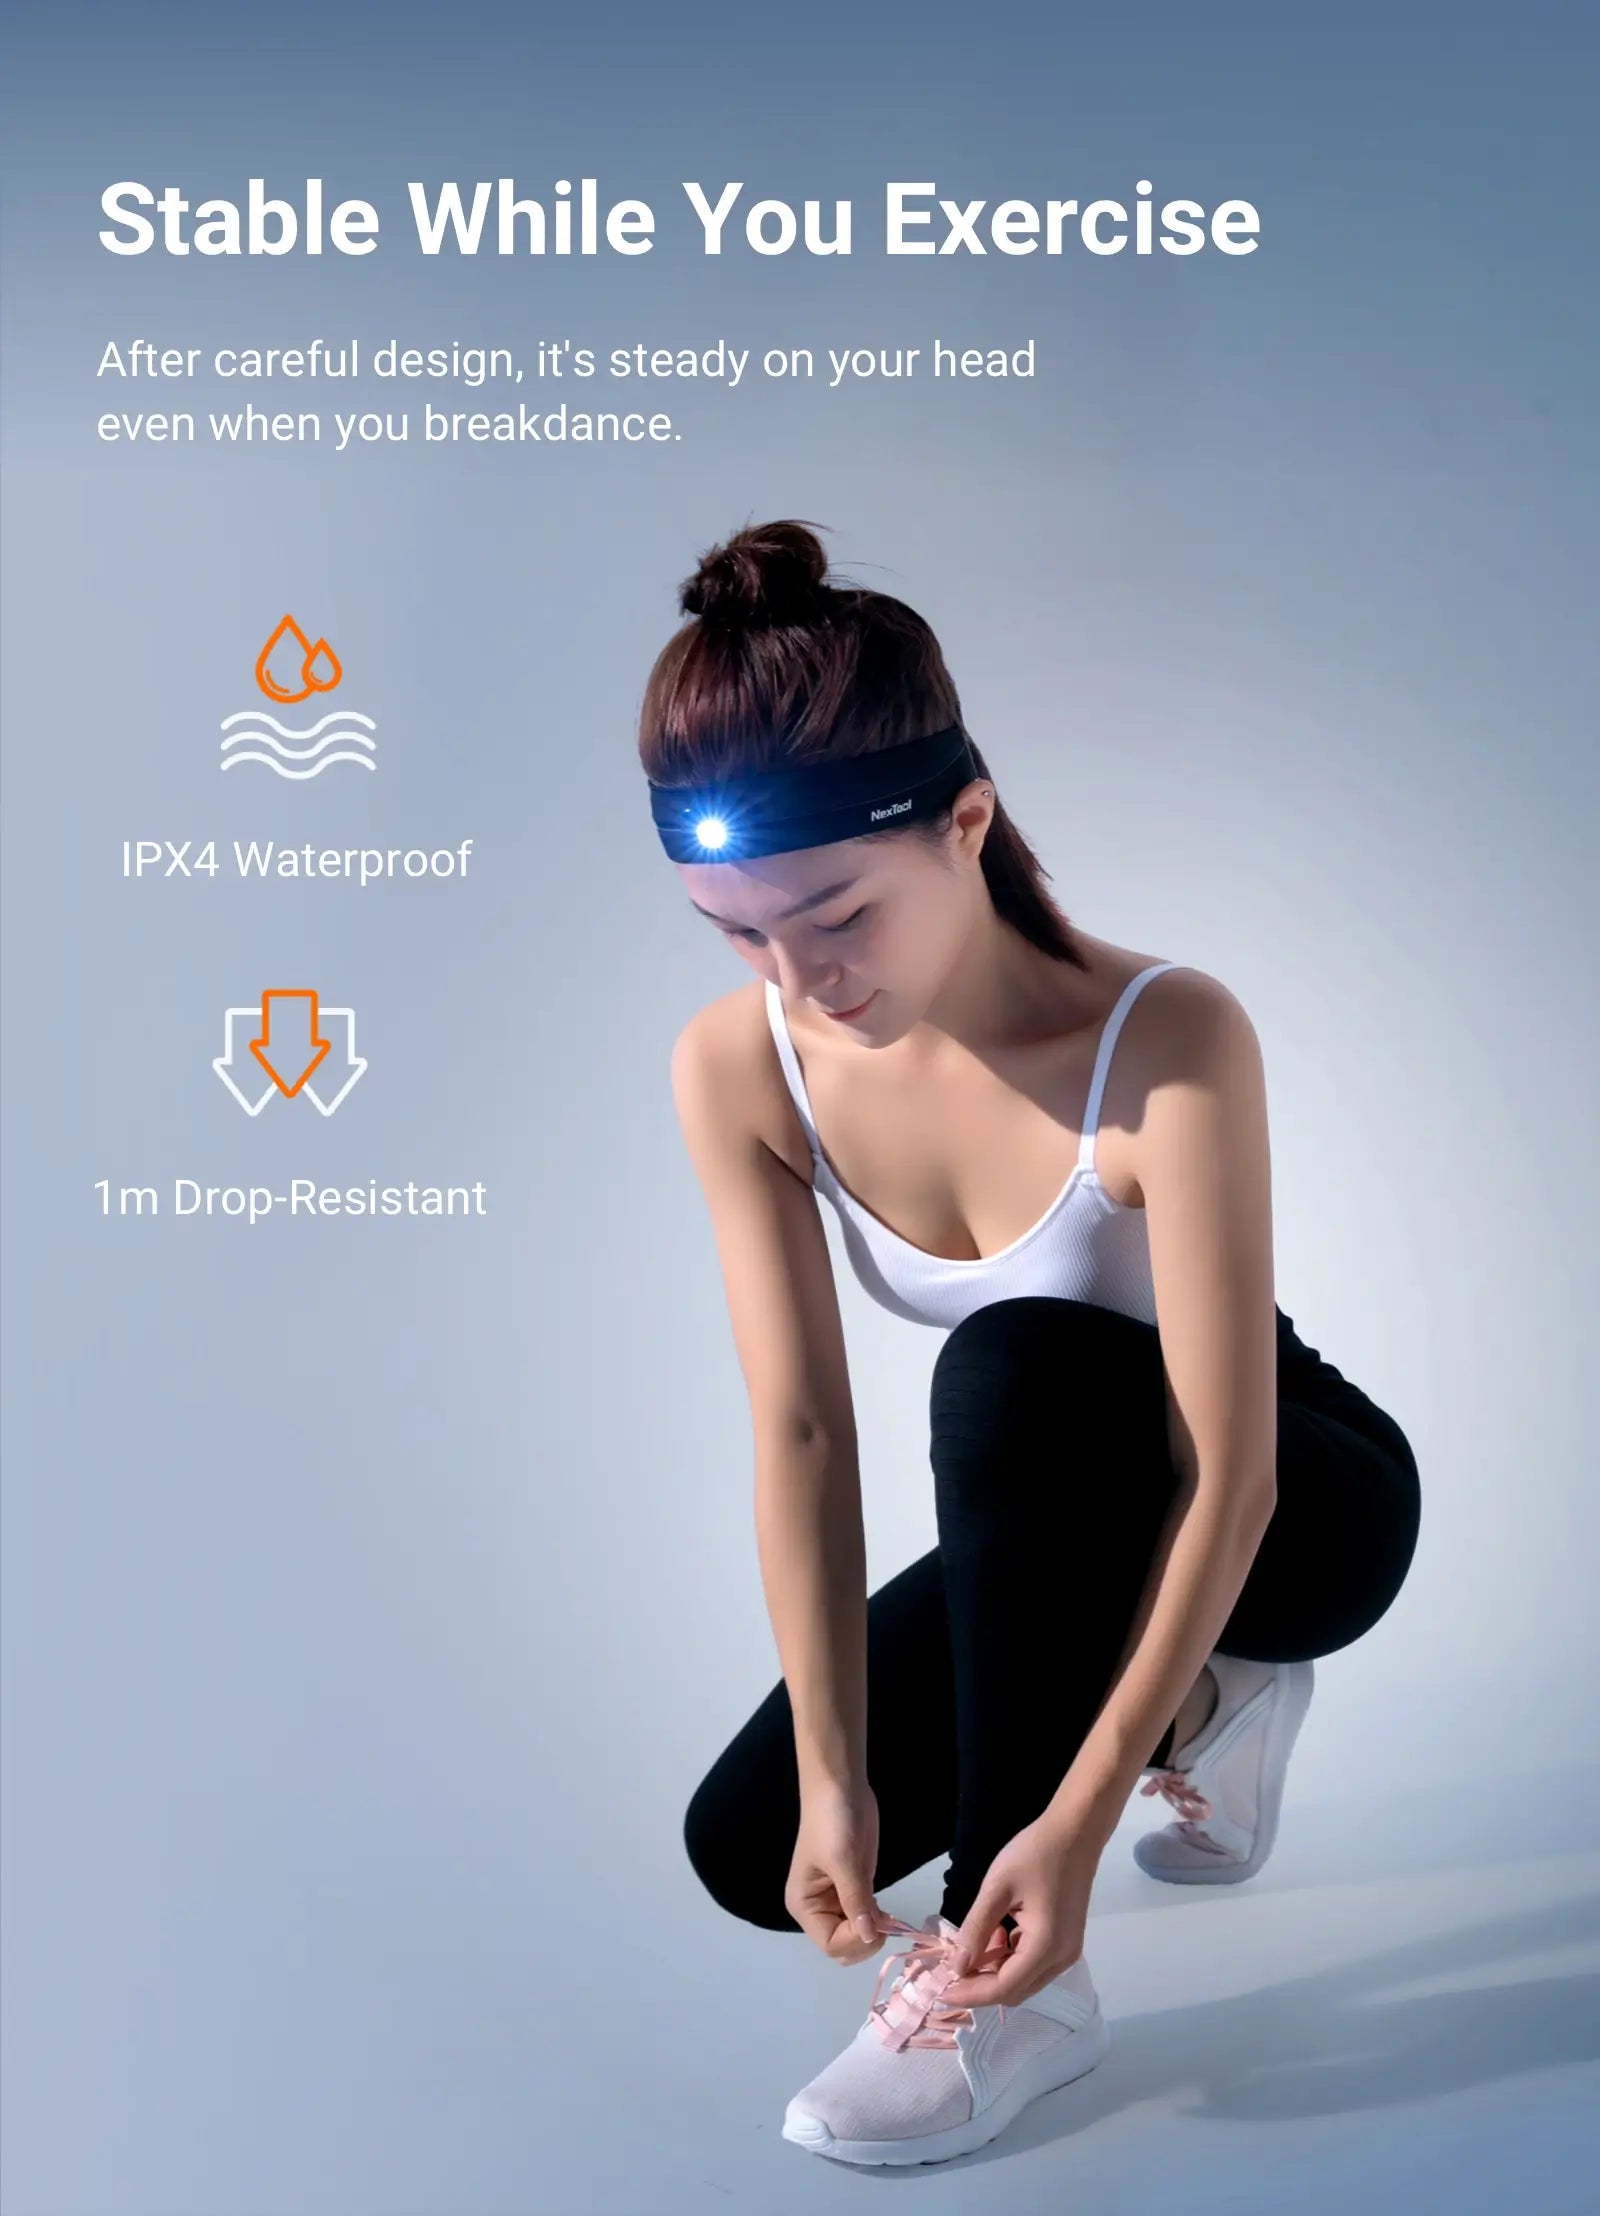 Stable While You Exercise
After careful design, it's steady on your head
even when you breakdance.
NexTool
IPX4 Waterproof
1m Drop-Resistant